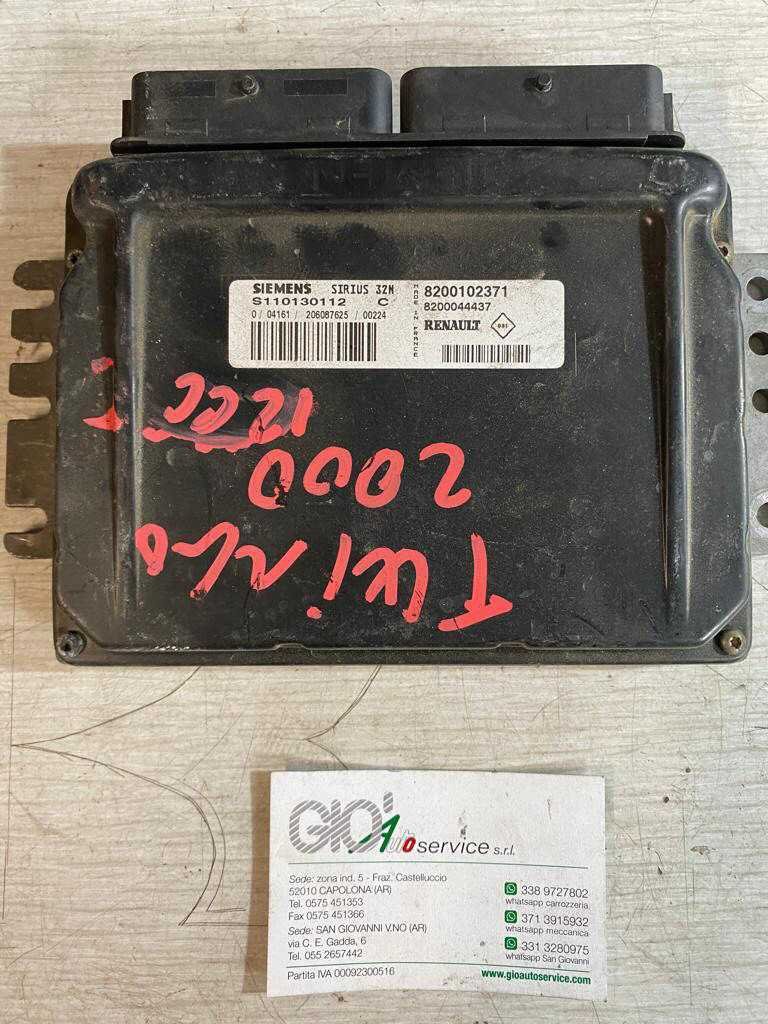 SIEMENS SIRIUS 32N
S110130112 C
0 / 04161 / 206087625 / 00224
MADE IN FRANCE
8200102371
8200044437
RENAULT
TWINGO
2000
12CC
GIO' Autoservice s.r.l.
Sede: zona ind. 5 - Fraz. Castelluccio
52010 CAPOLONA (AR)
Tel. 0575 451353
Fax 0575 451366
Sede: SAN GIOVANNI V.NO (AR)
via C. E. Gadda, 6
Tel. 055 2657442
Partita IVA 00092300516
338 9727802
whatsapp carrozzeria
371 3915932
whatsapp meccanica
331 3280975
whatsapp San Giovanni
www.gioautoservice.com